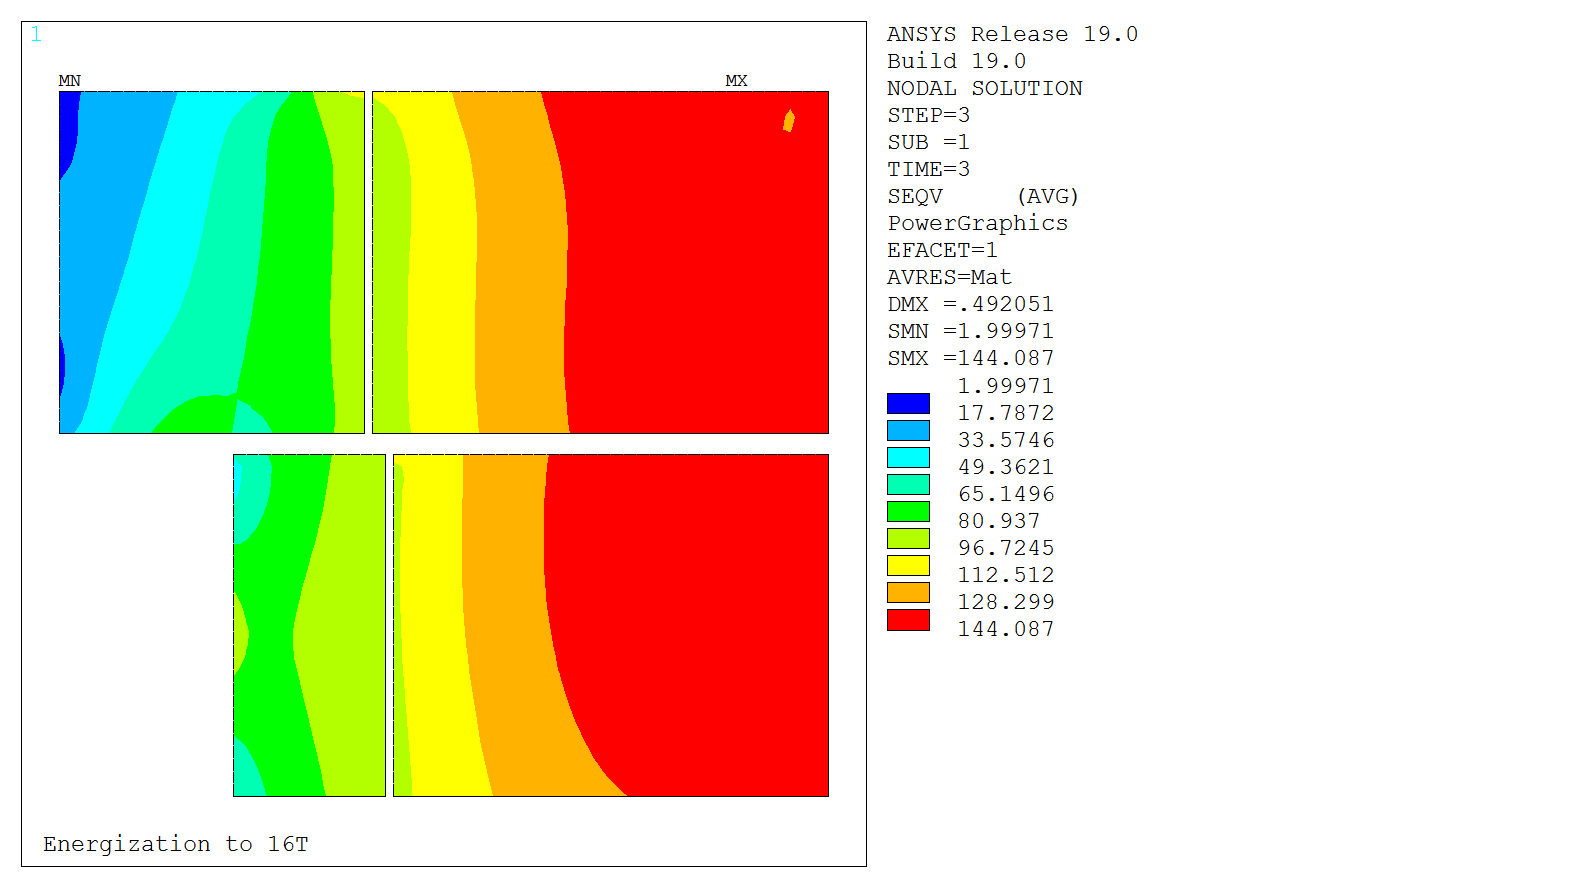 1
MN
MX
Energization to 16T
ANSYS Release 19.0
Build 19.0
NODAL SOLUTION
STEP=3
SUB =1
TIME=3
SEQV     (AVG)
PowerGraphics
EFACET=1
AVRES=Mat
DMX =.492051
SMN =1.99971
SMX =144.087
1.99971
17.7872
33.5746
49.3621
65.1496
80.937
96.7245
112.512
128.299
144.087